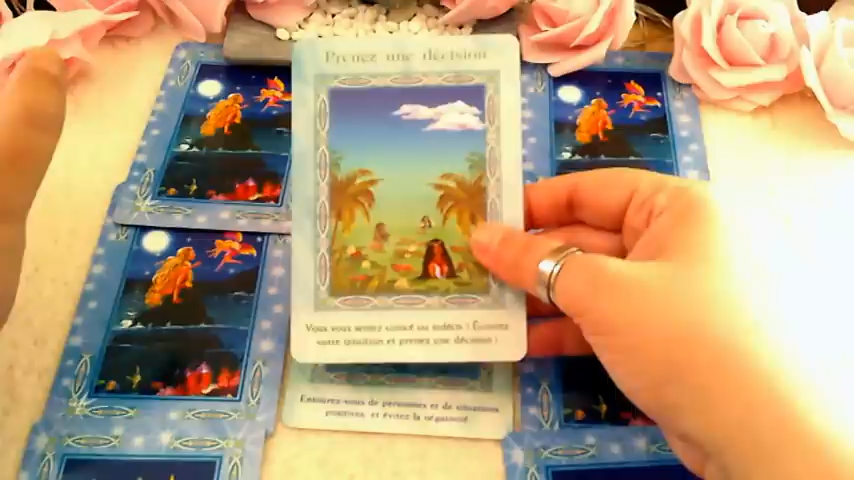 Prenez une décision
Vous vous sentez coincé ou indécis ? Écoutez
votre intuition et prenez une décision !
Entourez-vous de personnes et de situations
positives, et évitez la négativité